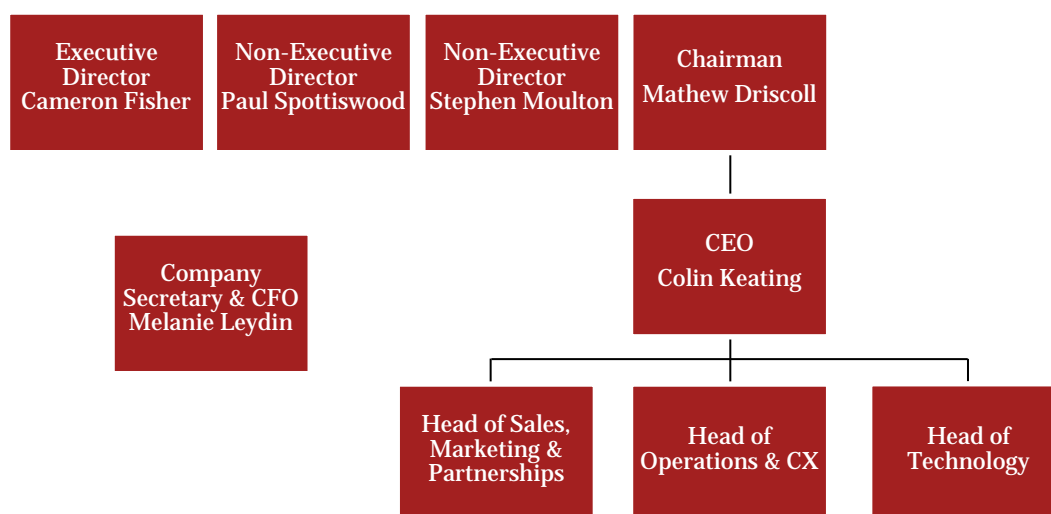 Executive
Director
Cameron Fisher
Non-Executive
Director
Paul Spottiswood
Non-Executive
Director
Stephen Moulton
Chairman
Mathew Driscoll
CEO
Colin Keating
Company
Secretary & CFO
Melanie Leydin
Head of Sales,
Marketing &
Partnerships
Head of
Operations & CX
Head of
Technology